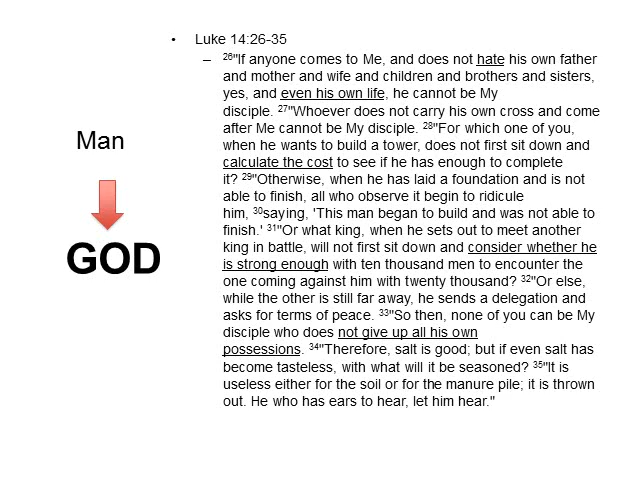 Man
GOD
• Luke 14:26-35
– 26"If anyone comes to Me, and does not hate his own father
and mother and wife and children and brothers and sisters,
yes, and even his own life, he cannot be My
disciple. 27"Whoever does not carry his own cross and come
after Me cannot be My disciple. 28"For which one of you,
when he wants to build a tower, does not first sit down and
calculate the cost to see if he has enough to complete
it? 29"Otherwise, when he has laid a foundation and is not
able to finish, all who observe it begin to ridicule
him, 30saying, 'This man began to build and was not able to
finish.' 31"Or what king, when he sets out to meet another
king in battle, will not first sit down and consider whether he
is strong enough with ten thousand men to encounter the
one coming against him with twenty thousand? 32"Or else,
while the other is still far away, he sends a delegation and
asks for terms of peace. 33"So then, none of you can be My
disciple who does not give up all his own
possessions. 34"Therefore, salt is good; but if even salt has
become tasteless, with what will it be seasoned? 35"It is
useless either for the soil or for the manure pile; it is thrown
out. He who has ears to hear, let him hear."